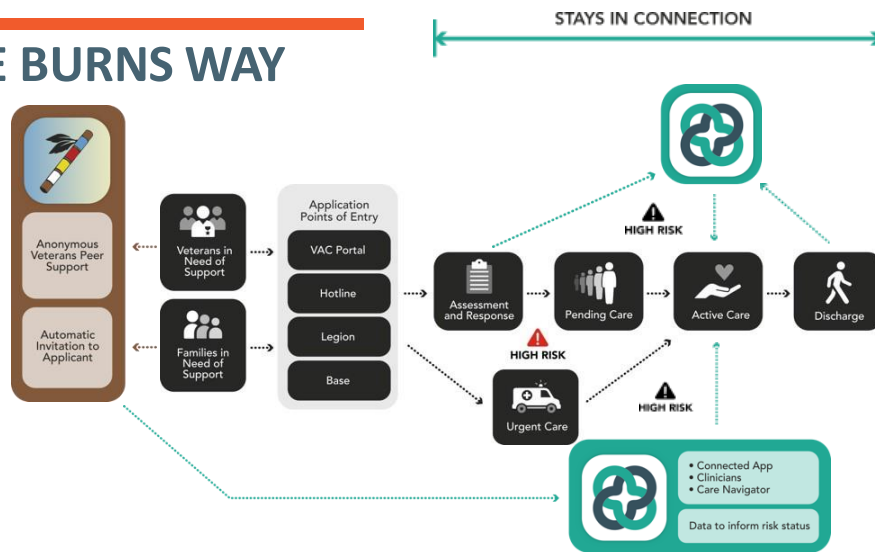 STAYS IN CONNECTION
E BURNS WAY
Anonymous
Veterans Peer
Support
Automatic
Invitation to
Applicant
Veterans in
Need of
Support
Families in
Need of
Support
Application
Points of Entry
VAC Portal
Hotline
Legion
Base
Assessment
and Response
Pending Care
HIGH RISK
Active Care
Discharge
HIGH RISK
Urgent Care
HIGH RISK
• Connected App
• Clinicians
• Care Navigator
Data to inform risk status